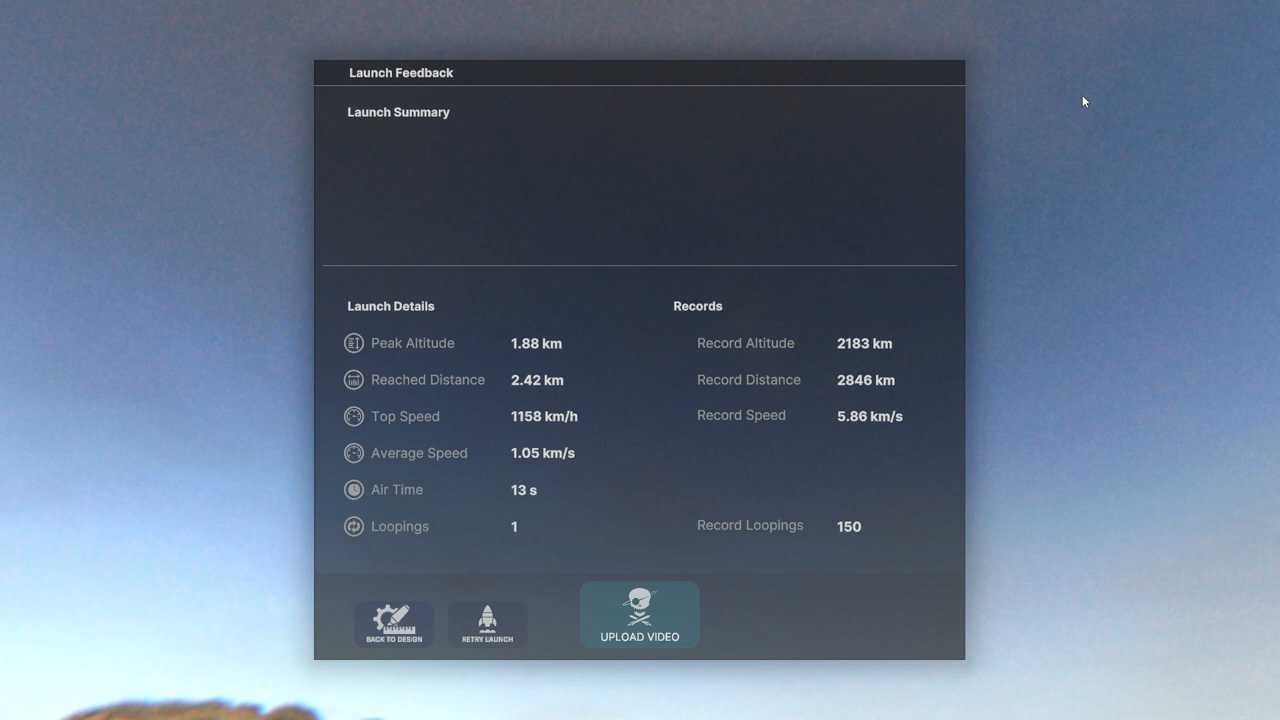 Launch Feedback
Launch Summary
Launch Details
Peak Altitude 1.88 km
Reached Distance 2.42 km
Top Speed 1158 km/h
Average Speed 1.05 km/s
Air Time 13 s
Loopings 1
Records
Record Altitude 2183 km
Record Distance 2846 km
Record Speed 5.86 km/s
Record Loopings 150
BACK TO DESIGN
RETRY LAUNCH
UPLOAD VIDEO